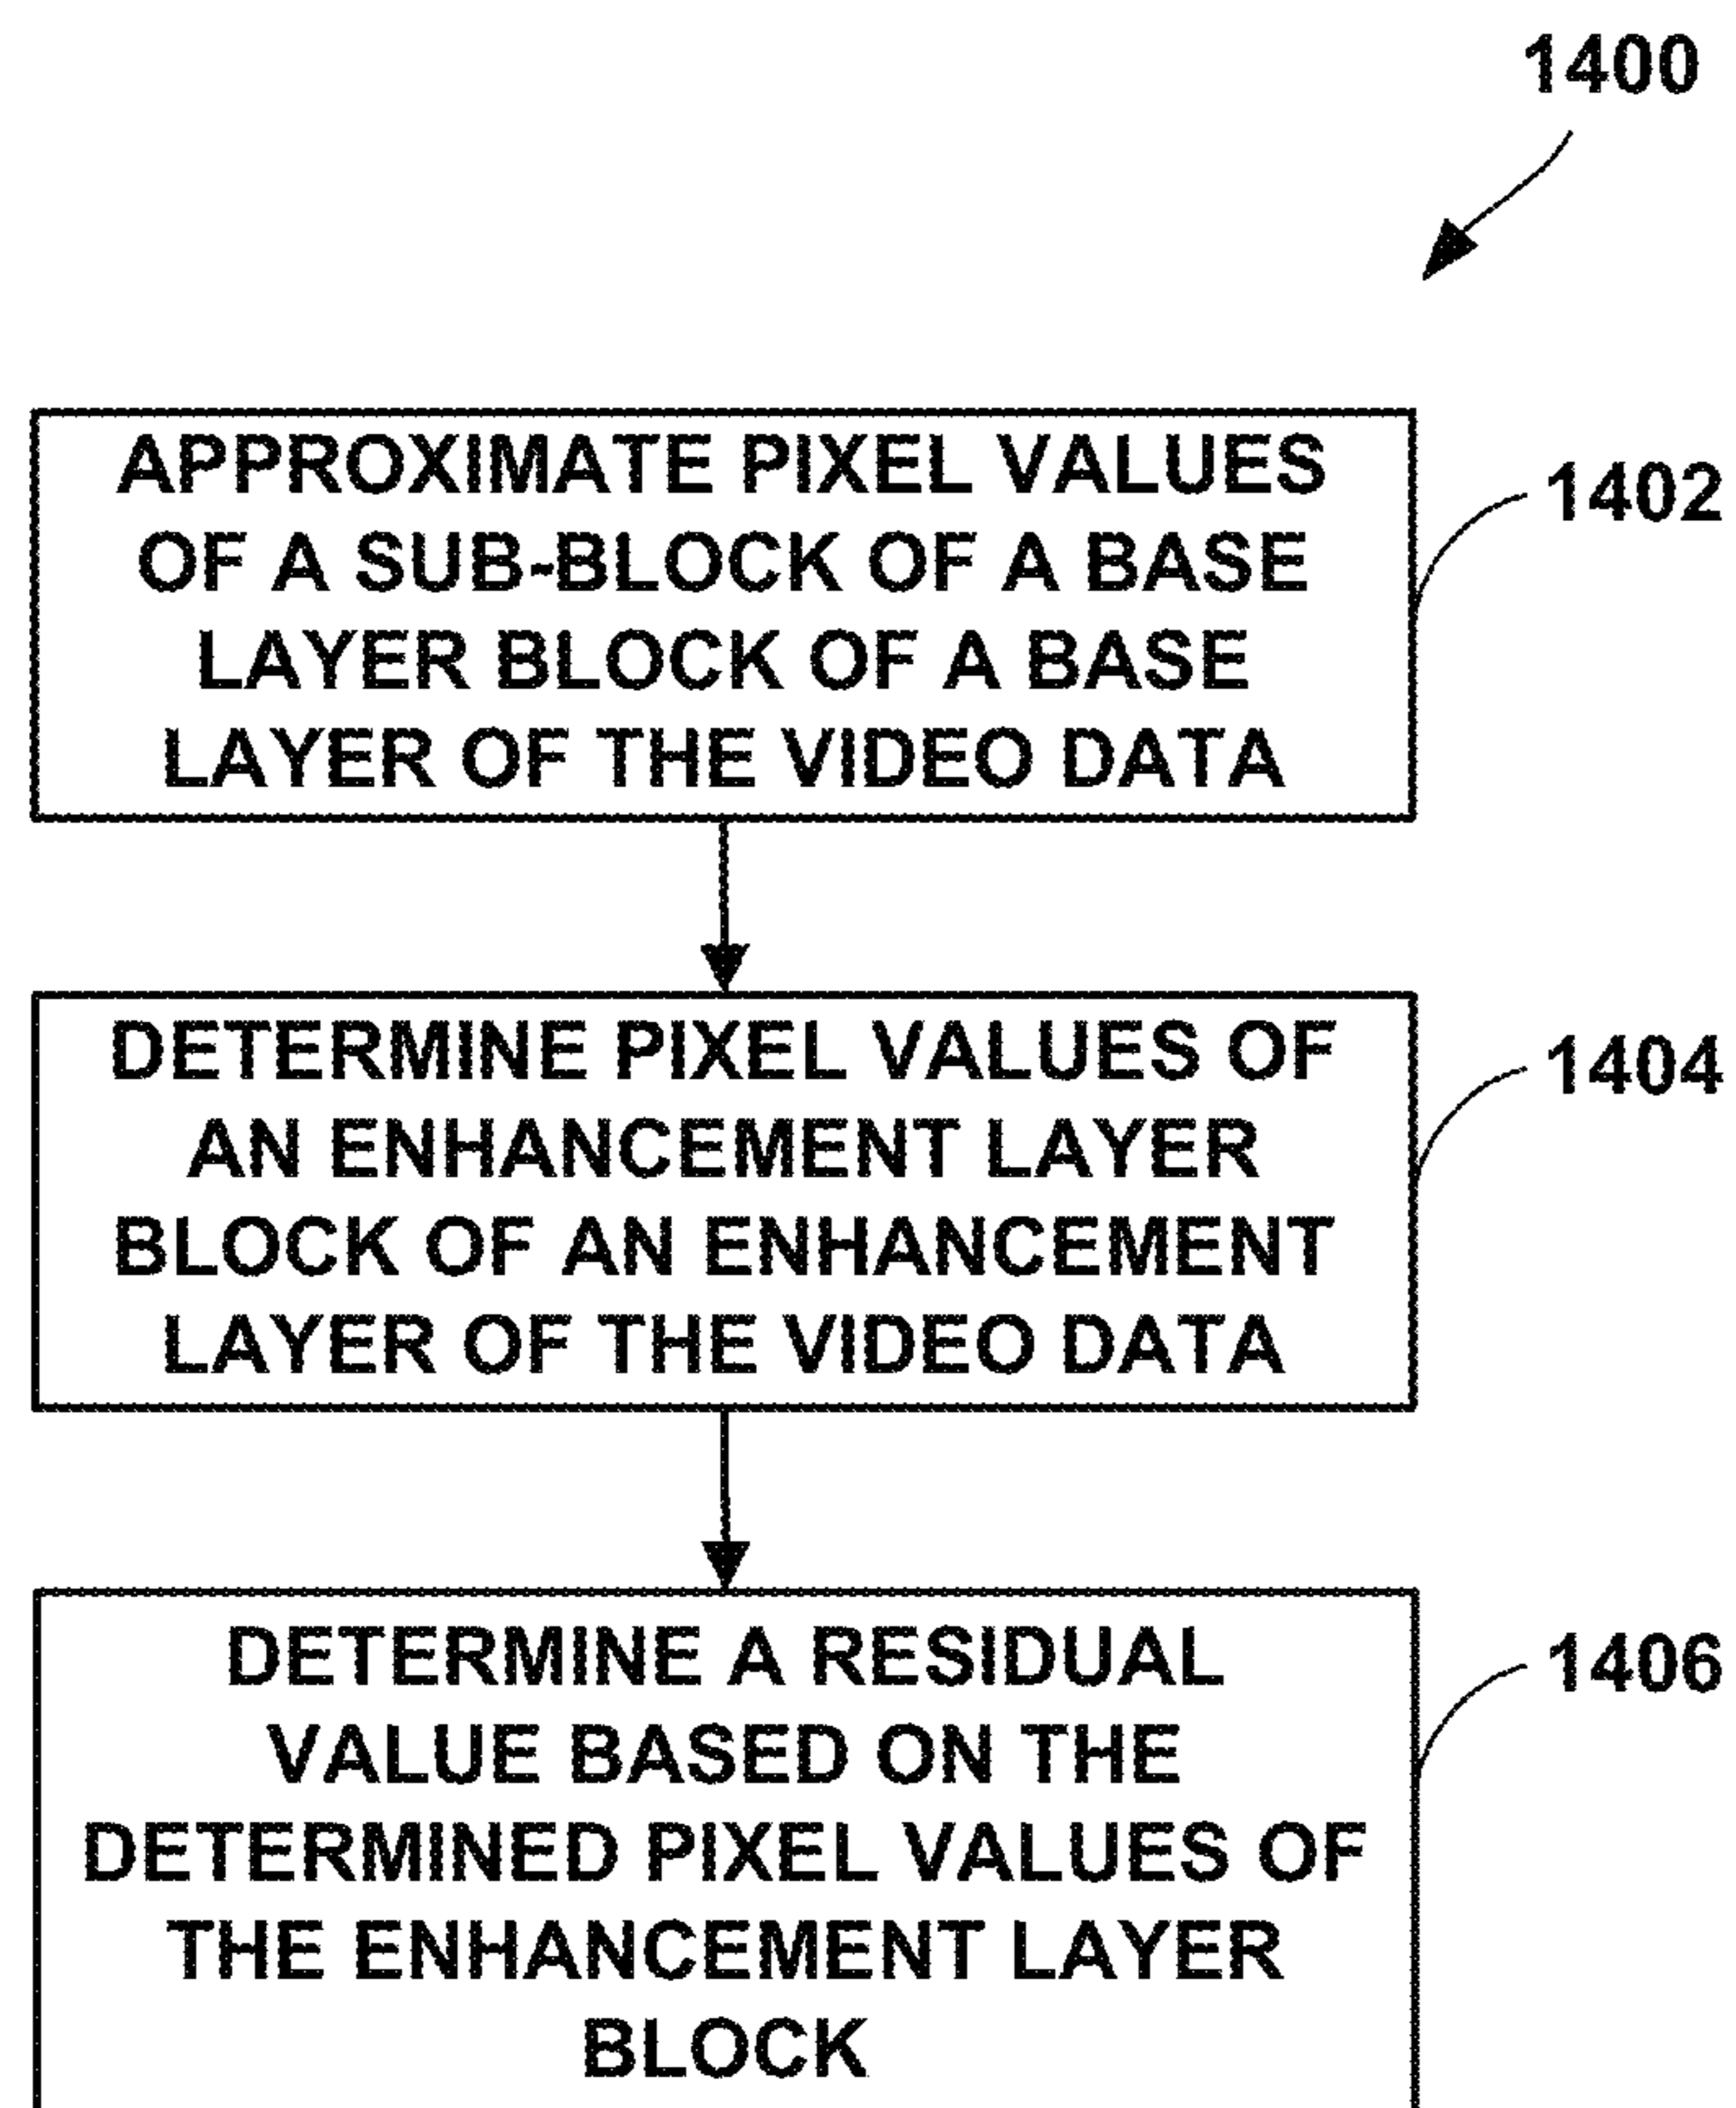 1400
APPROXIMATE PIXEL VALUES
OF A SUB-BLOCK OF A BASE
LAYER BLOCK OF A BASE
LAYER OF THE VIDEO DATA
1402
DETERMINE PIXEL VALUES OF
AN ENHANCEMENT LAYER
BLOCK OF AN ENHANCEMENT
LAYER OF THE VIDEO DATA
1404
DETERMINE A RESIDUAL
VALUE BASED ON THE
DETERMINED PIXEL VALUES OF
THE ENHANCEMENT LAYER
BLOCK
1406